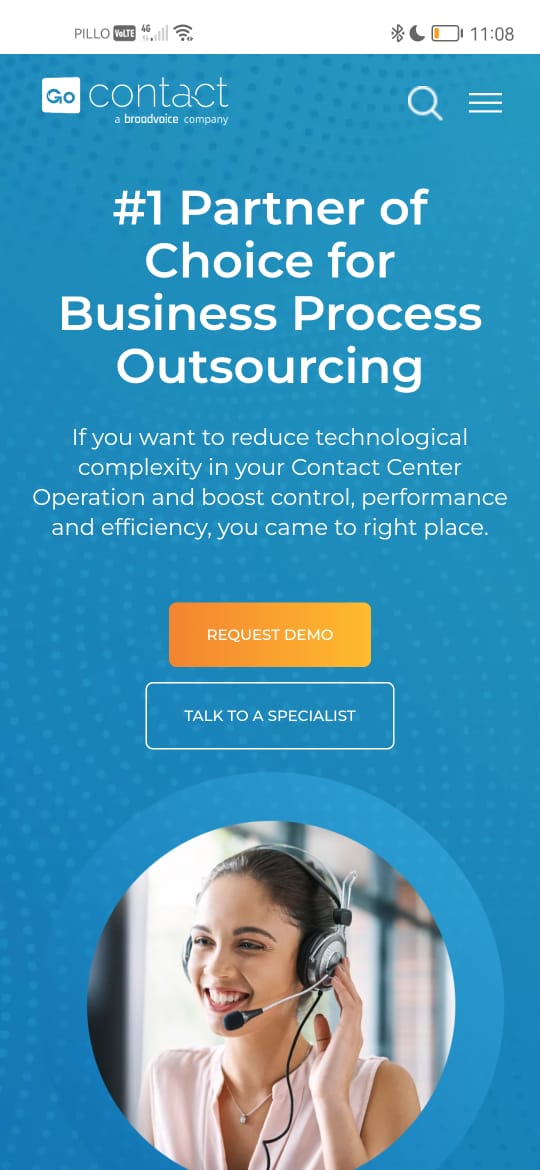 PILLO VoLTE 4G 11:08
Go contact
a broadvoice company
#1 Partner of
Choice for
Business Process
Outsourcing
If you want to reduce technological
complexity in your Contact Center
Operation and boost control, performance
and efficiency, you came to right place.
REQUEST DEMO
TALK TO A SPECIALIST